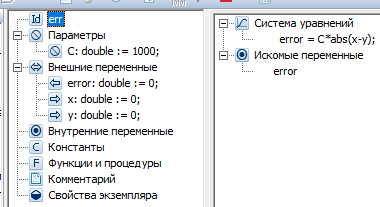 Id err
Параметры
C: double := 1000;
Внешние переменные
error: double := 0;
x: double := 0;
y: double := 0;
Внутренние переменные
C Константы
F Функции и процедуры
Комментарий
Свойства экземпляра
Система уравнений
error = C*abs(x-y);
Искомые переменные
error